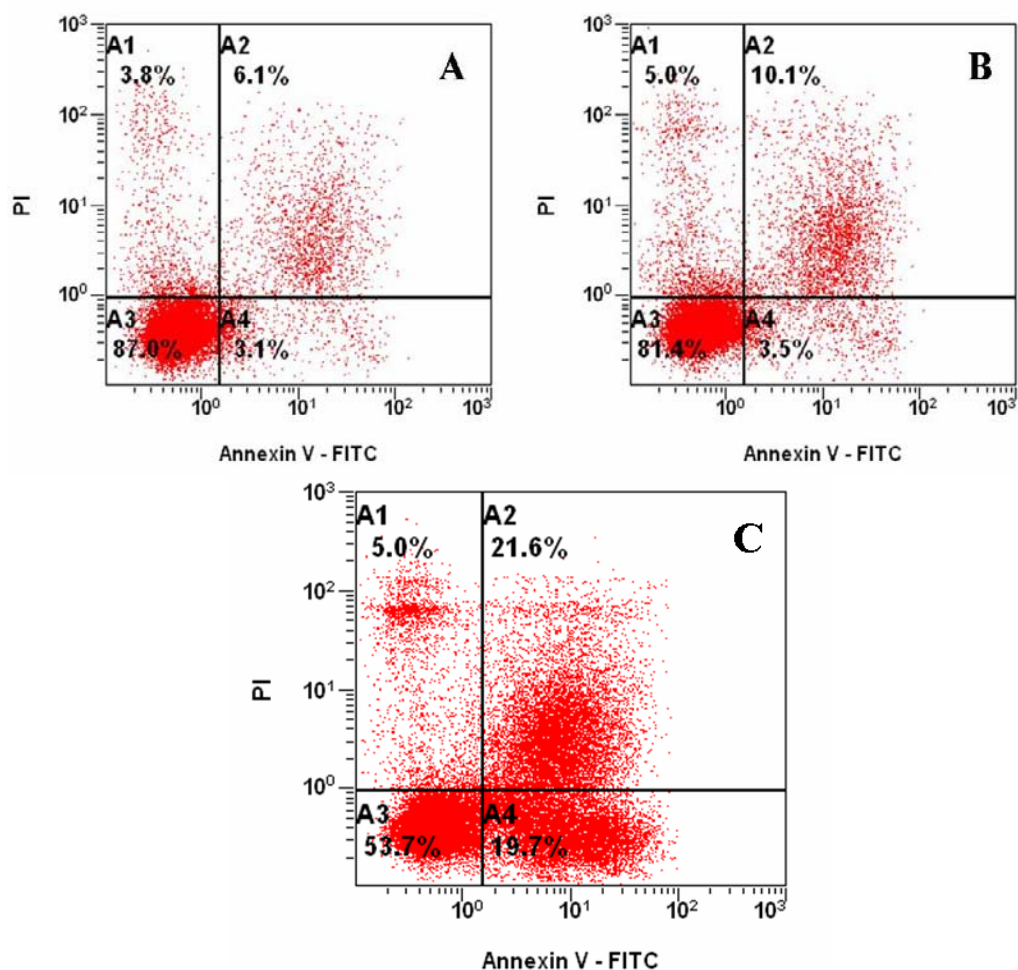 10³
A1
3.8%
A2
6.1%
A
10²
10¹
10⁰
A3
87.0%
A4
3.1%
10⁰ 10¹ 10² 10³
PI
Annexin V - FITC
10³
A1
5.0%
A2
10.1%
B
10²
10¹
10⁰
A3
81.4%
A4
3.5%
10⁰ 10¹ 10² 10³
PI
Annexin V - FITC
10³
A1
5.0%
A2
21.6%
C
10²
10¹
10⁰
A3
53.7%
A4
19.7%
10⁰ 10¹ 10² 10³
PI
Annexin V - FITC